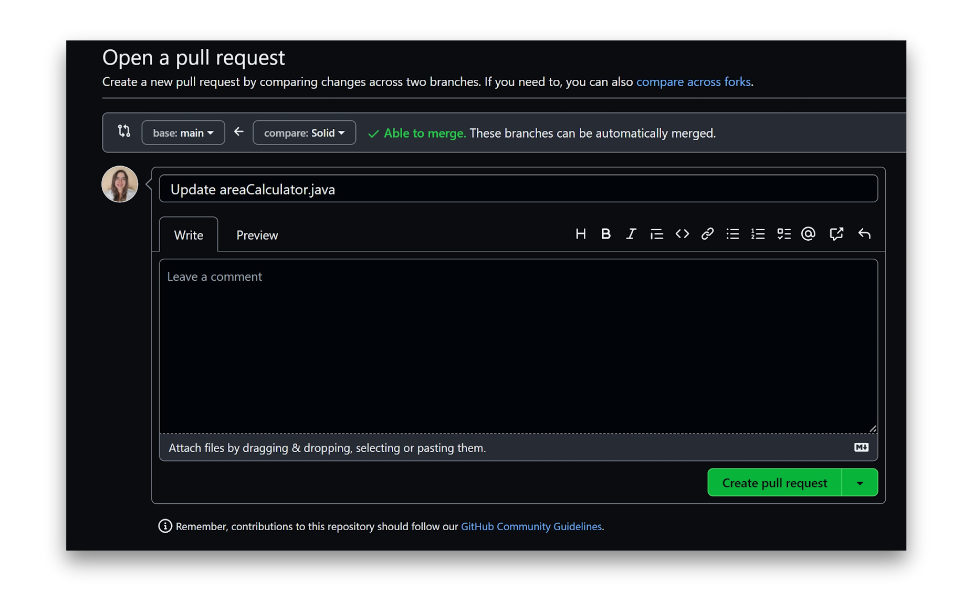 Open a pull request
Create a new pull request by comparing changes across two branches. If you need to, you can also compare across forks.
base: main compare: Solid Able to merge. These branches can be automatically merged.
Update areaCalculator.java
Write Preview H B I
Leave a comment
Attach files by dragging & dropping, selecting or pasting them.
Create pull request
Remember, contributions to this repository should follow our GitHub Community Guidelines.